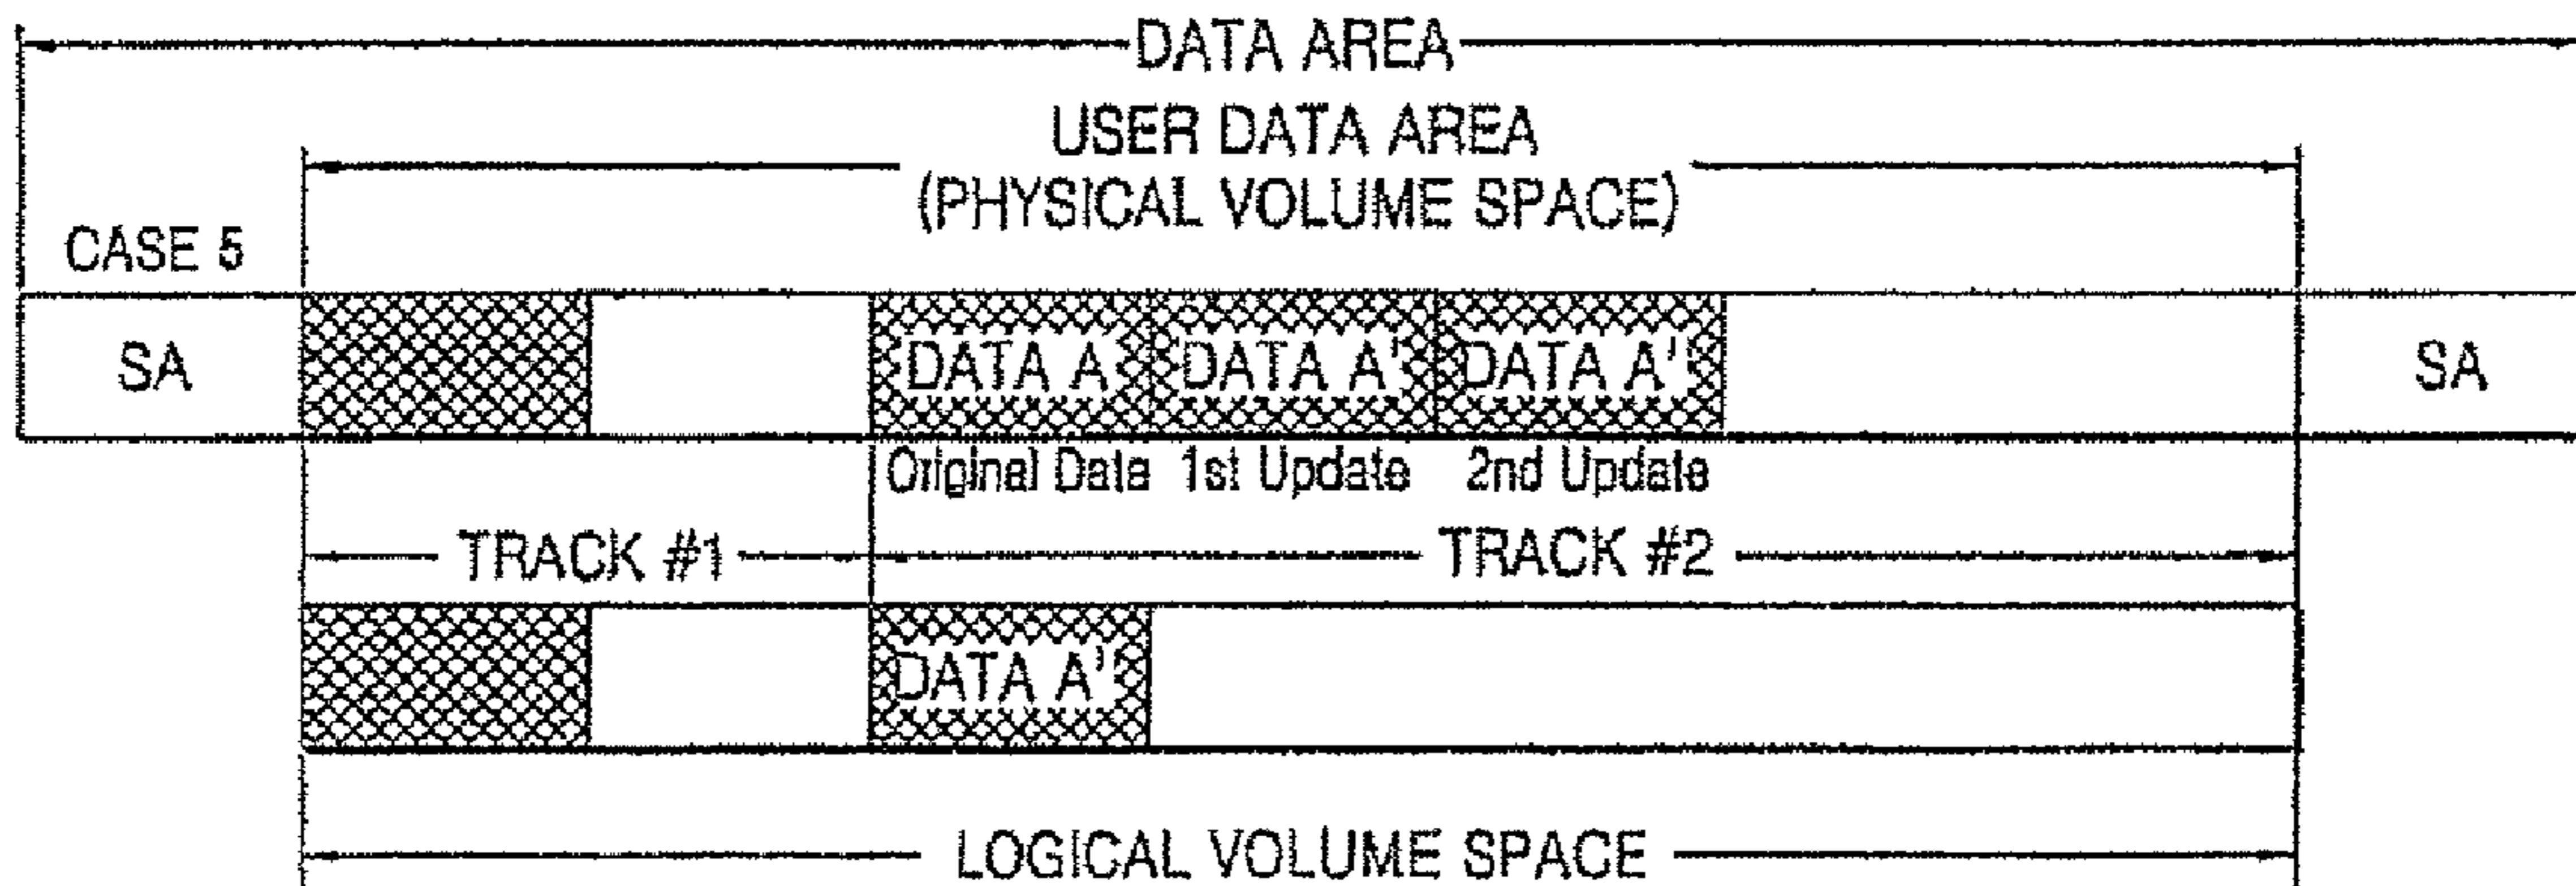 DATA AREA
USER DATA AREA
(PHYSICAL VOLUME SPACE)
CASE 5
SA
DATA A
DATA A'
DATA A'
SA
Original Data
1st Update
2nd Update
TRACK #1
TRACK #2
DATA A'
LOGICAL VOLUME SPACE